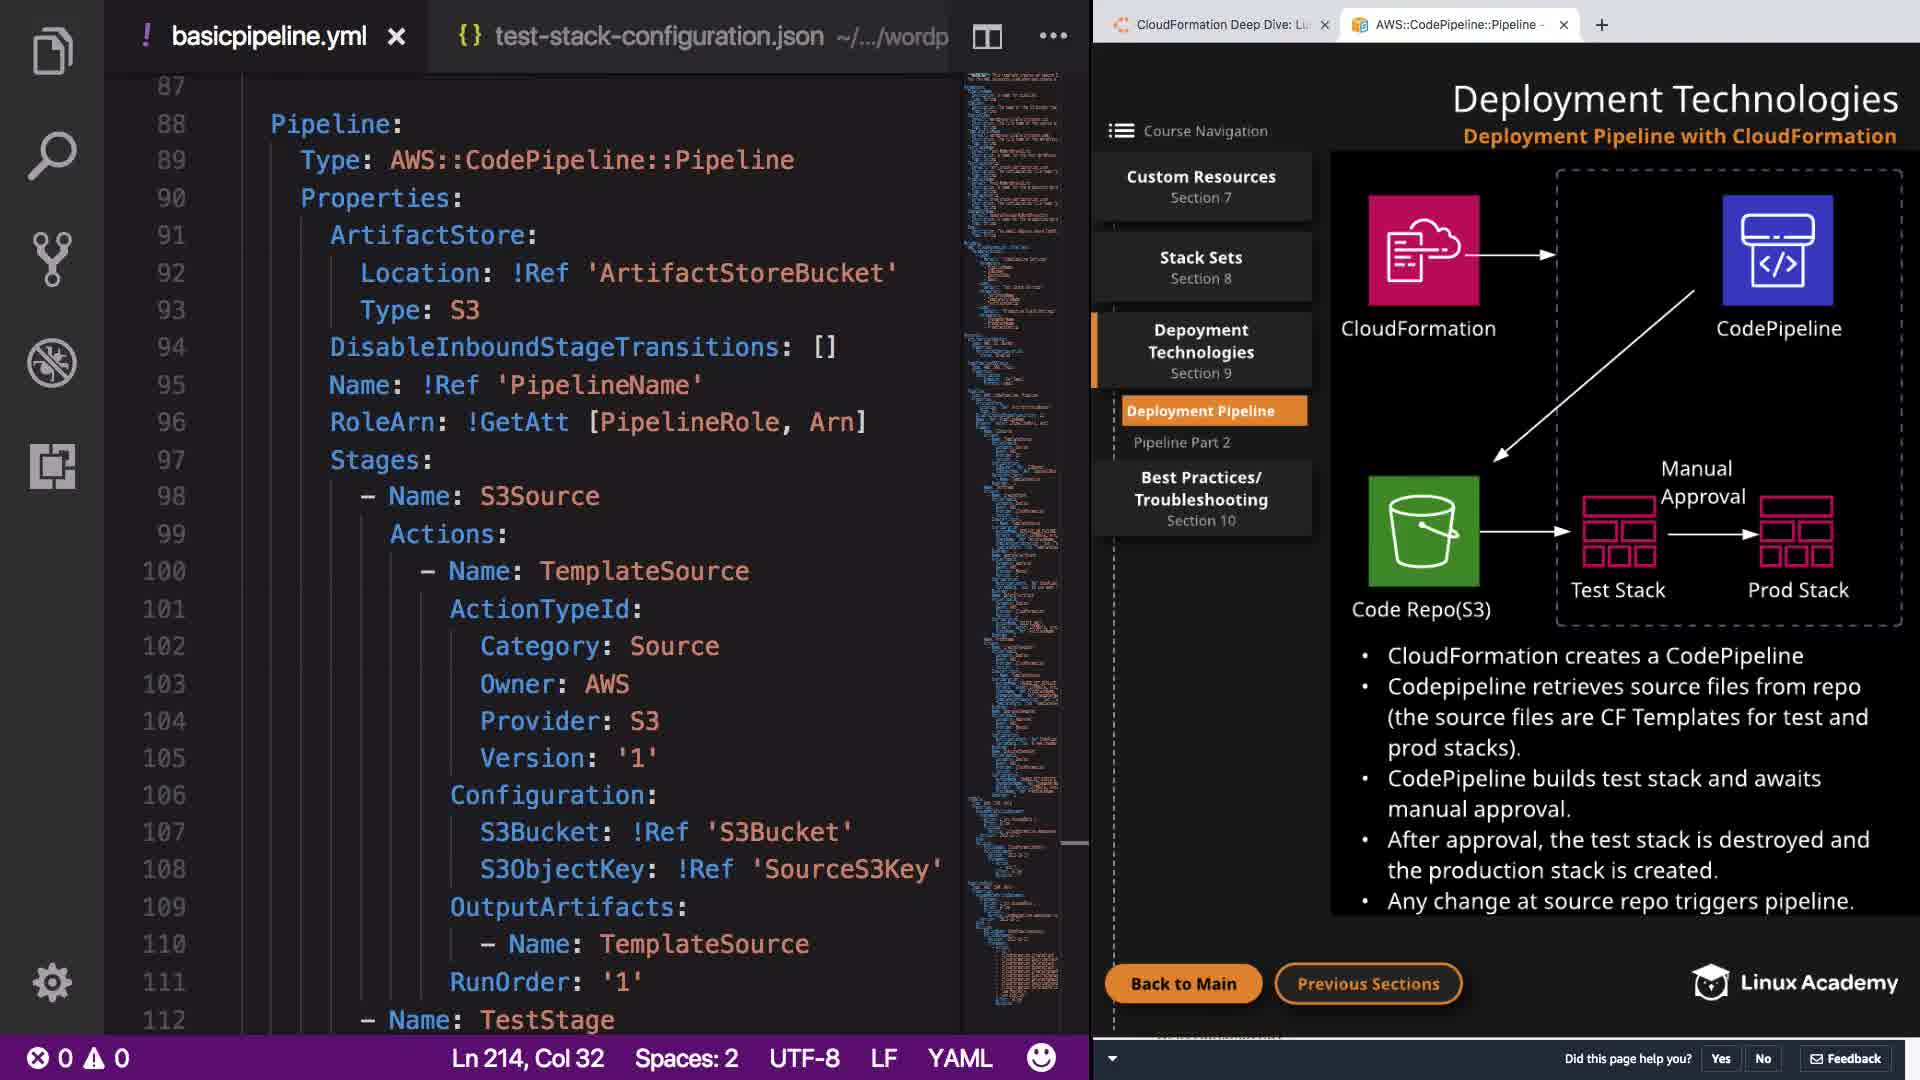 basicpipeline.yml
test-stack-configuration.json ~/.../wordp
87
88 Pipeline:
89 Type: AWS::CodePipeline::Pipeline
90 Properties:
91 ArtifactStore:
92 Location: !Ref 'ArtifactStoreBucket'
93 Type: S3
94 DisableInboundStageTransitions: []
95 Name: !Ref 'PipelineName'
96 RoleArn: !GetAtt [PipelineRole, Arn]
97 Stages:
98 - Name: S3Source
99 Actions:
100 - Name: TemplateSource
101 ActionTypeId:
102 Category: Source
103 Owner: AWS
104 Provider: S3
105 Version: '1'
106 Configuration:
107 S3Bucket: !Ref 'S3Bucket'
108 S3ObjectKey: !Ref 'SourceS3Key'
109 OutputArtifacts:
110 - Name: TemplateSource
111 RunOrder: '1'
112 - Name: TestStage
0 0 Ln 214, Col 32 Spaces: 2 UTF-8 LF YAML
CloudFormation Deep Dive: Lu
AWS::CodePipeline::Pipeline -
Deployment Technologies
Deployment Pipeline with CloudFormation
Course Navigation
Custom Resources
Section 7
Stack Sets
Section 8
Depoyment
Technologies
Section 9
Deployment Pipeline
Pipeline Part 2
Best Practices/
Troubleshooting
Section 10
CloudFormation
CodePipeline
Code Repo(S3)
Manual
Approval
Test Stack
Prod Stack
• CloudFormation creates a CodePipeline
• Codepipeline retrieves source files from repo
(the source files are CF Templates for test and
prod stacks).
• CodePipeline builds test stack and awaits
manual approval.
• After approval, the test stack is destroyed and
the production stack is created.
• Any change at source repo triggers pipeline.
Back to Main
Previous Sections
Linux Academy
Did this page help you? Yes No Feedback